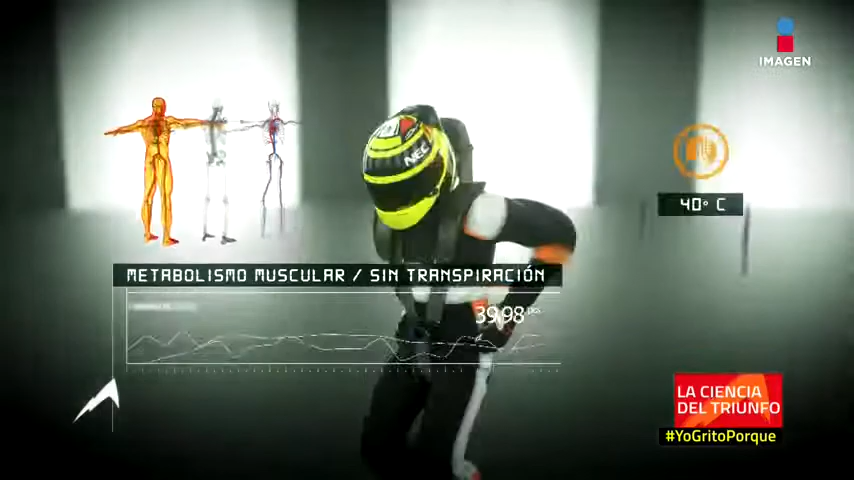 IMAGEN
NEC
40° C
METABOLISMO MUSCULAR / SIN TRANSPIRACIÓN
39,98
LA CIENCIA
DEL TRIUNFO
#YoGritoPorque